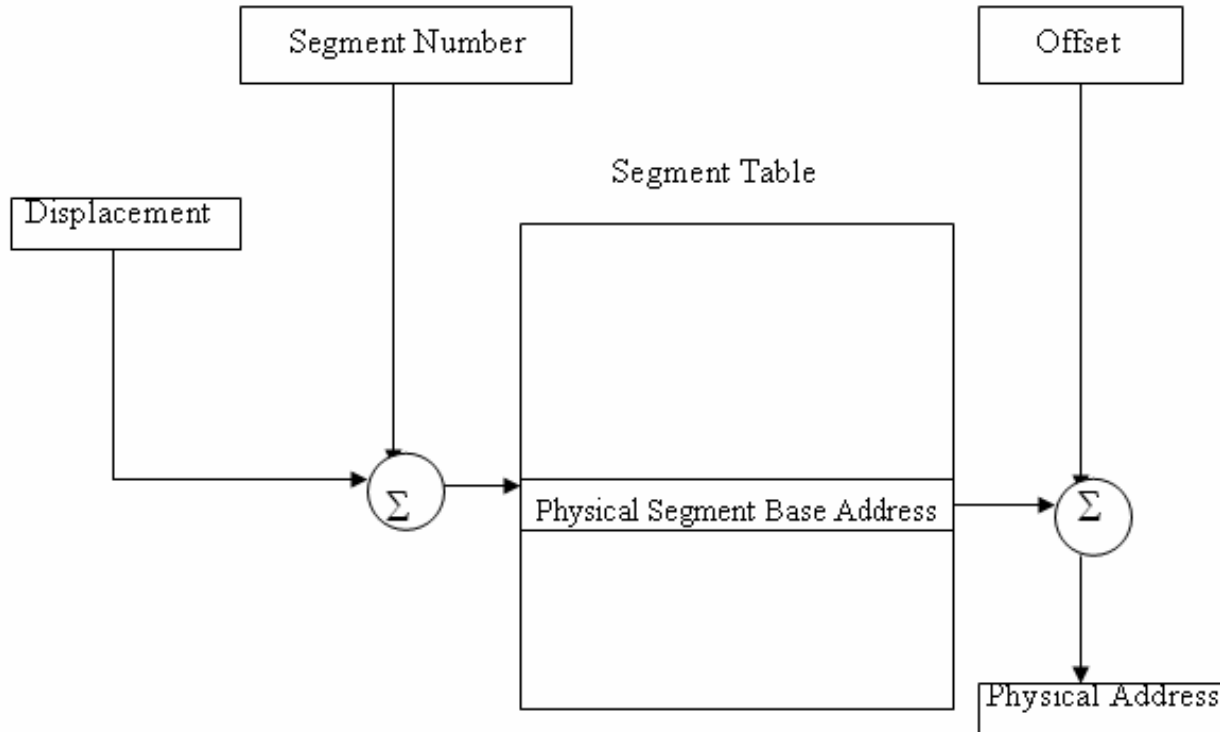 Segment Number
Offset
Segment Table
Displacement
Σ
Physical Segment Base Address
Σ
Physical Address